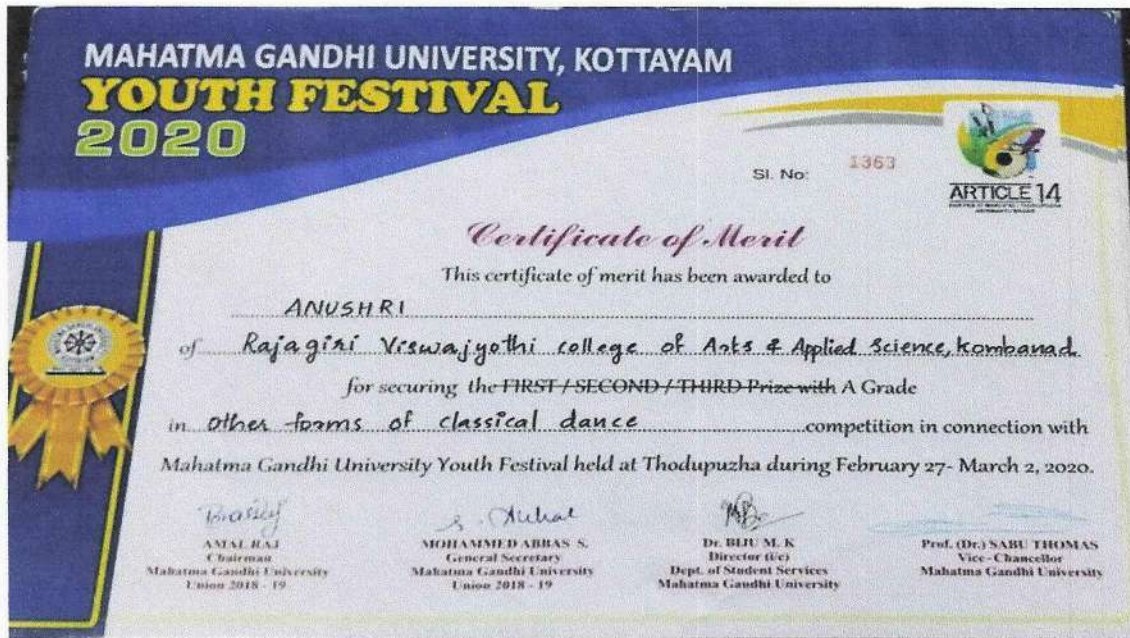 MAHATMA GANDHI UNIVERSITY, KOTTAYAM
YOUTH FESTIVAL
2020
Sl. No: 1363
ARTICLE 14
Certificate of Merit
This certificate of merit has been awarded to
ANUSHRI
of Rajagiri Viswajyothi college of Arts & Applied Science, kombanad
for securing the FIRST / SECOND / THIRD Prize with A Grade
in other forms of classical dance competition in connection with
Mahatma Gandhi University Youth Festival held at Thodupuzha during February 27- March 2, 2020.
AMAL RAJ
Chairman
Mahatma Gandhi University
Union 2018 - 19
MOHAMMED ABBAS S.
General Secretary
Mahatma Gandhi University
Union 2018 - 19
Dr. BIJU M. K
Director (i/c)
Dept. of Student Services
Mahatma Gandhi University
Prof. (Dr.) SABU THOMAS
Vice-Chancellor
Mahatma Gandhi University